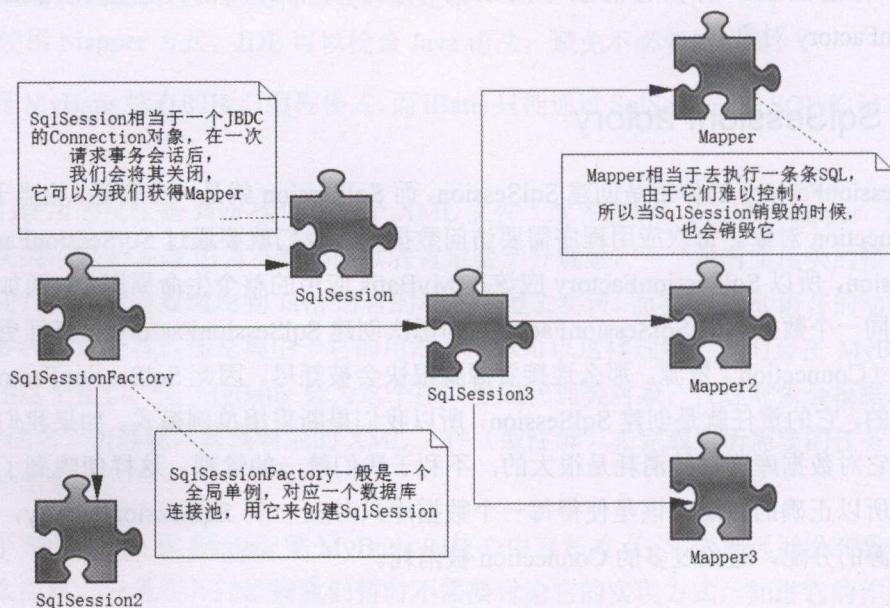 SqlSession相当于一个JBDC
的Connection对象，在一次
请求事务会话后，
我们会将其关闭，
它可以为我们获得Mapper
Mapper
Mapper相当于去执行一条条SQL，
由于它们难以控制，
所以当SqlSession销毁的时候，
也会销毁它
SqlSession
SqlSessionFactory
SqlSession3
Mapper2
SqlSessionFactory一般是一个
全局单例，对应一个数据库
连接池，用它来创建SqlSession
Mapper3
SqlSession2